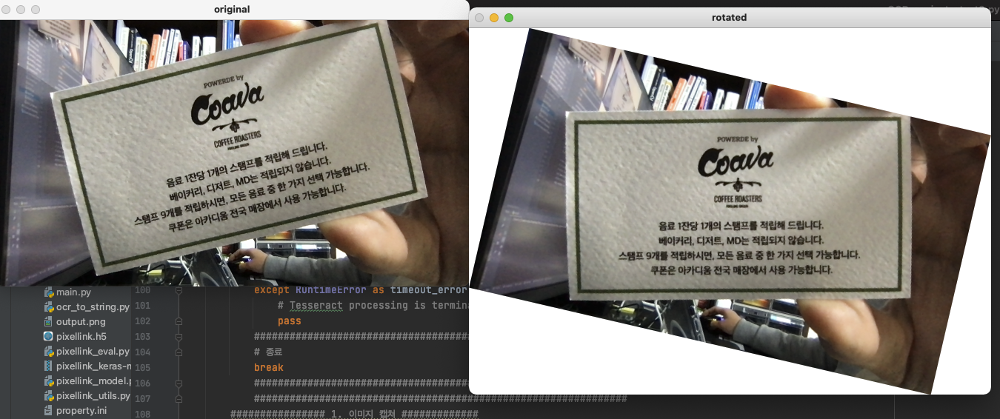 original
POWERDE by
Coava
COFFEE ROASTERS
음료 1잔당 1개의 스탬프를 적립해 드립니다.
베이커리, 디저트, MD는 적립되지 않습니다.
스탬프 9개를 적립하시면, 모든 음료 중 한 가지 선택 가능합니다.
쿠폰은 아카디움 전국 매장에서 사용 가능합니다.
rotated
POWERDE by
Coava
COFFEE ROASTERS
음료 1잔당 1개의 스탬프를 적립해 드립니다.
베이커리, 디저트, MD는 적립되지 않습니다.
스탬프 9개를 적립하시면, 모든 음료 중 한 가지 선택 가능합니다.
쿠폰은 아카디움 전국 매장에서 사용 가능합니다.
main.py
ocr_to_string.py
output.png
pixellink.h5
pixellink_eval.py
pixellink_keras-m
pixellink_model.p
pixellink_utils.py
property.ini
100 except RuntimeError as timeout_error
101 # Tesseract processing is termina
102 pass
103 ####################################
104 # 종료
105 break
106 ####################################
107 ###############################################################
108 ################ 1. 이미지 캡쳐 #############